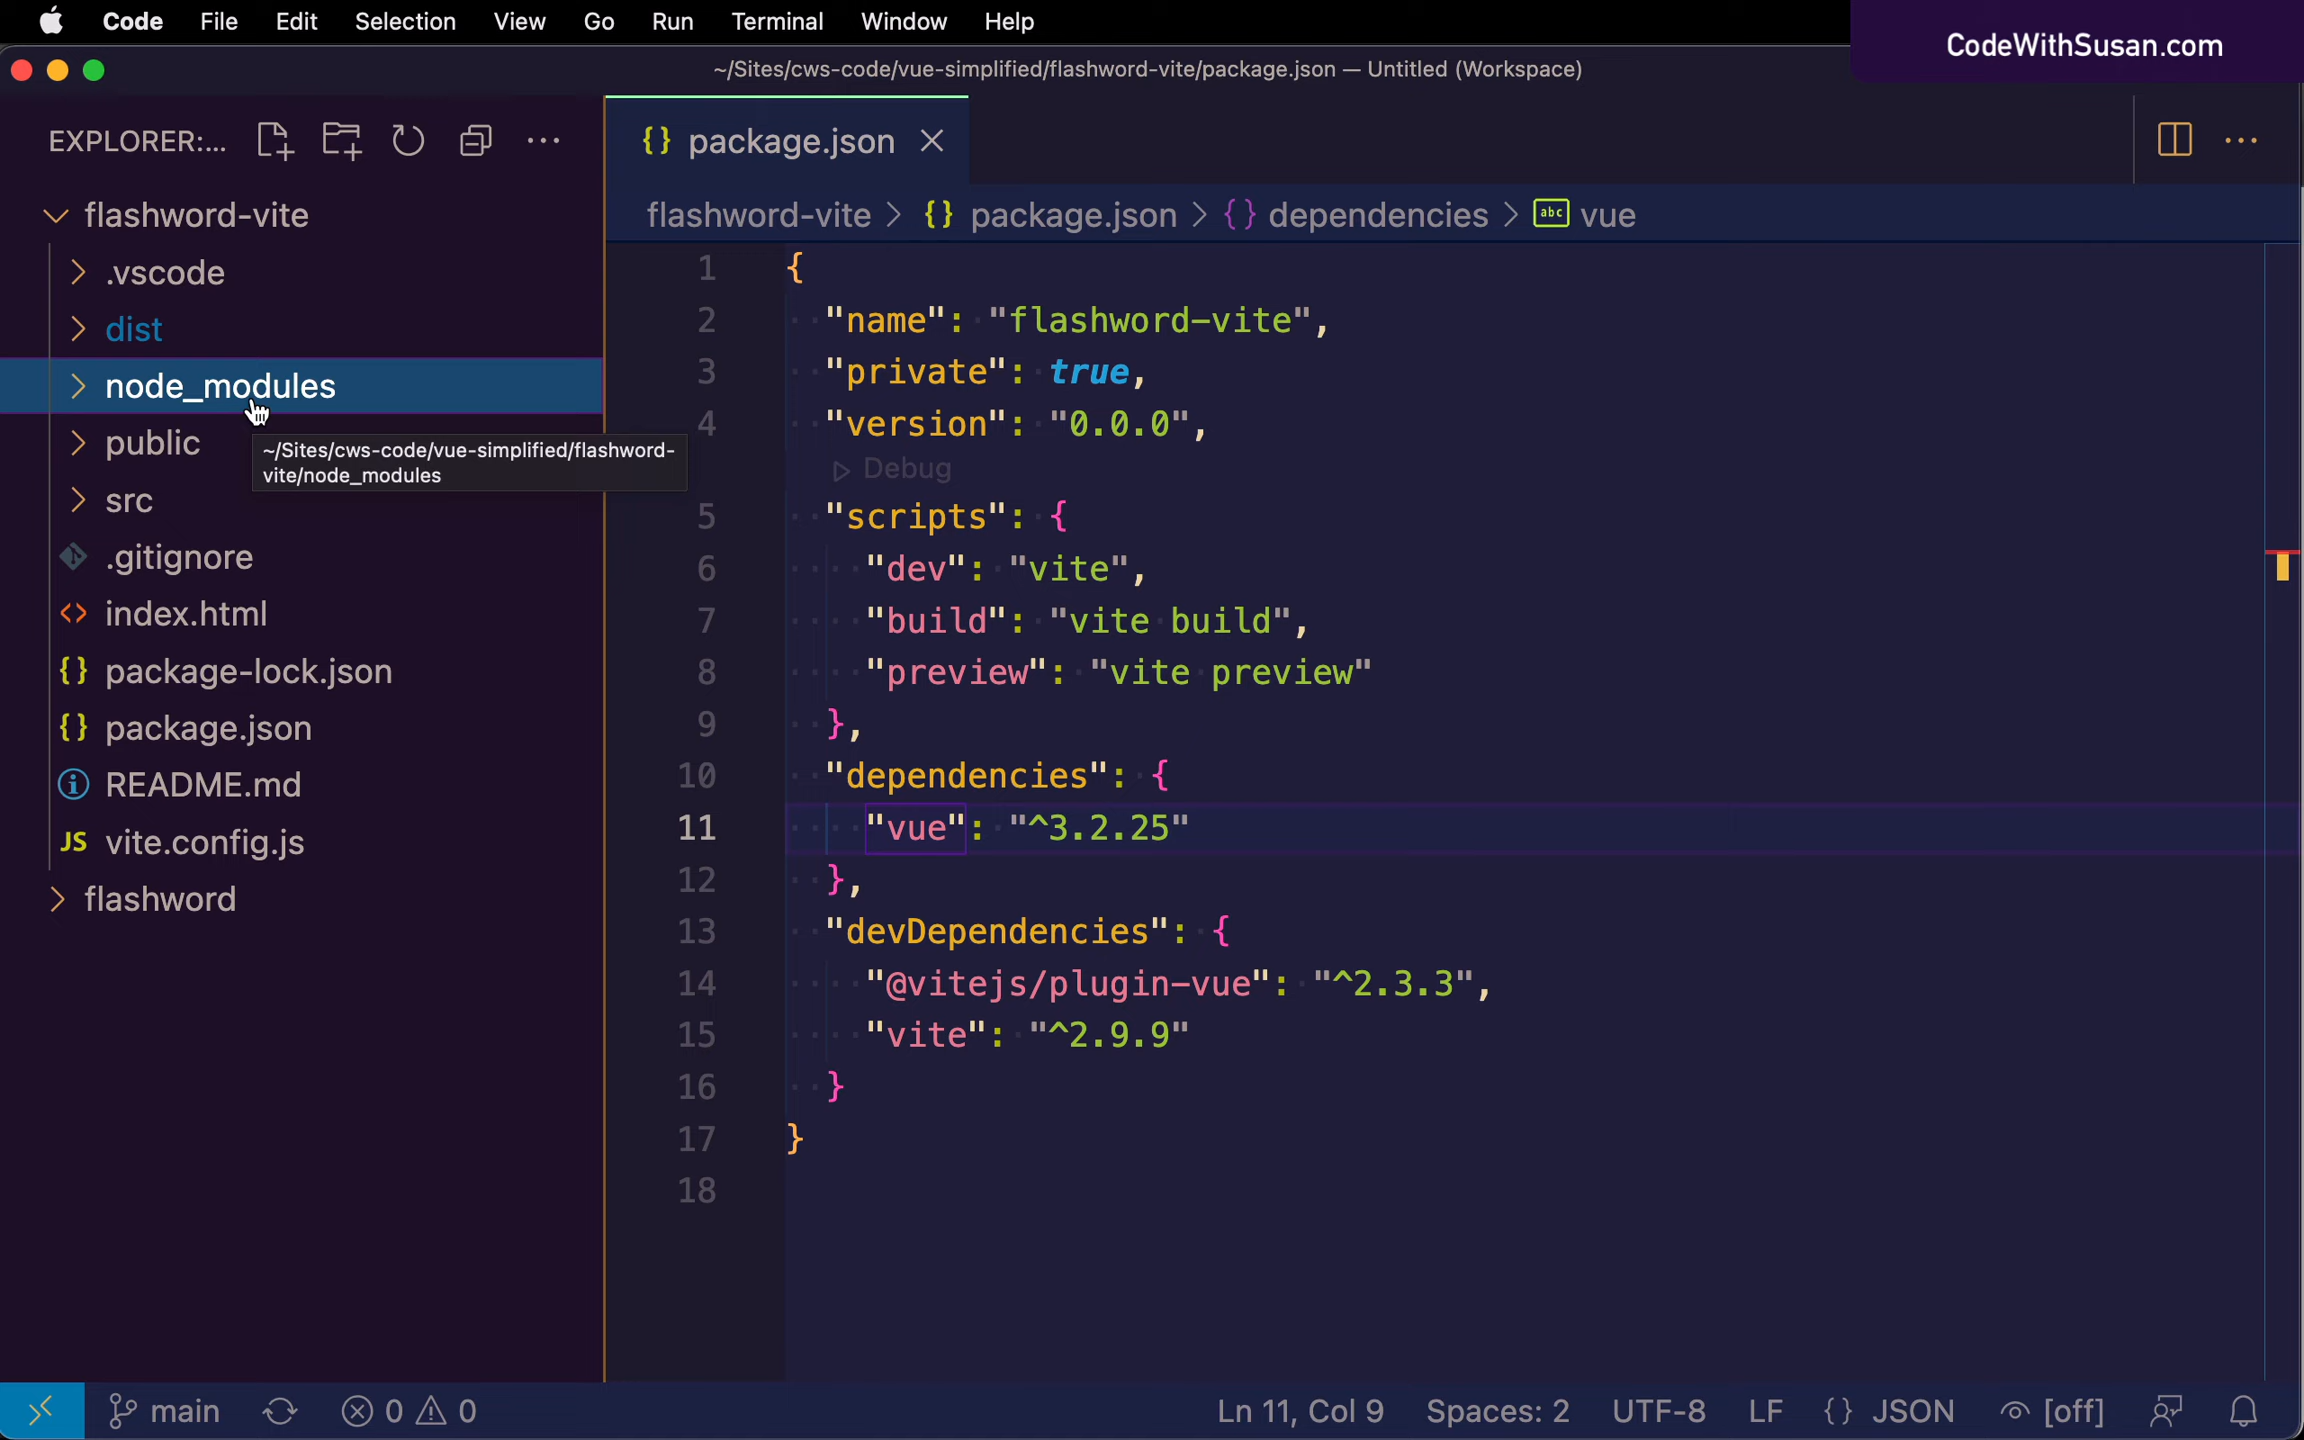 Code File Edit Selection View Go Run Terminal Window Help
CodeWithSusan.com
~/Sites/cws-code/vue-simplified/flashword-vite/package.json — Untitled (Workspace)
EXPLORER:...
{} package.json
flashword-vite > {} package.json > {} dependencies > abc vue
flashword-vite
.vscode
dist
node_modules
~/Sites/cws-code/vue-simplified/flashword-
vite/node_modules
public
src
.gitignore
index.html
{} package-lock.json
{} package.json
README.md
JS vite.config.js
flashword
1 {
2 "name": "flashword-vite",
3 "private": true,
4 "version": "0.0.0",
Debug
5 "scripts": {
6 "dev": "vite",
7 "build": "vite build",
8 "preview": "vite preview"
9 },
10 "dependencies": {
11 "vue": "^3.2.25"
12 },
13 "devDependencies": {
14 "@vitejs/plugin-vue": "^2.3.3",
15 "vite": "^2.9.9"
16 }
17 }
18
main 0 0 Ln 11, Col 9 Spaces: 2 UTF-8 LF {} JSON [off]